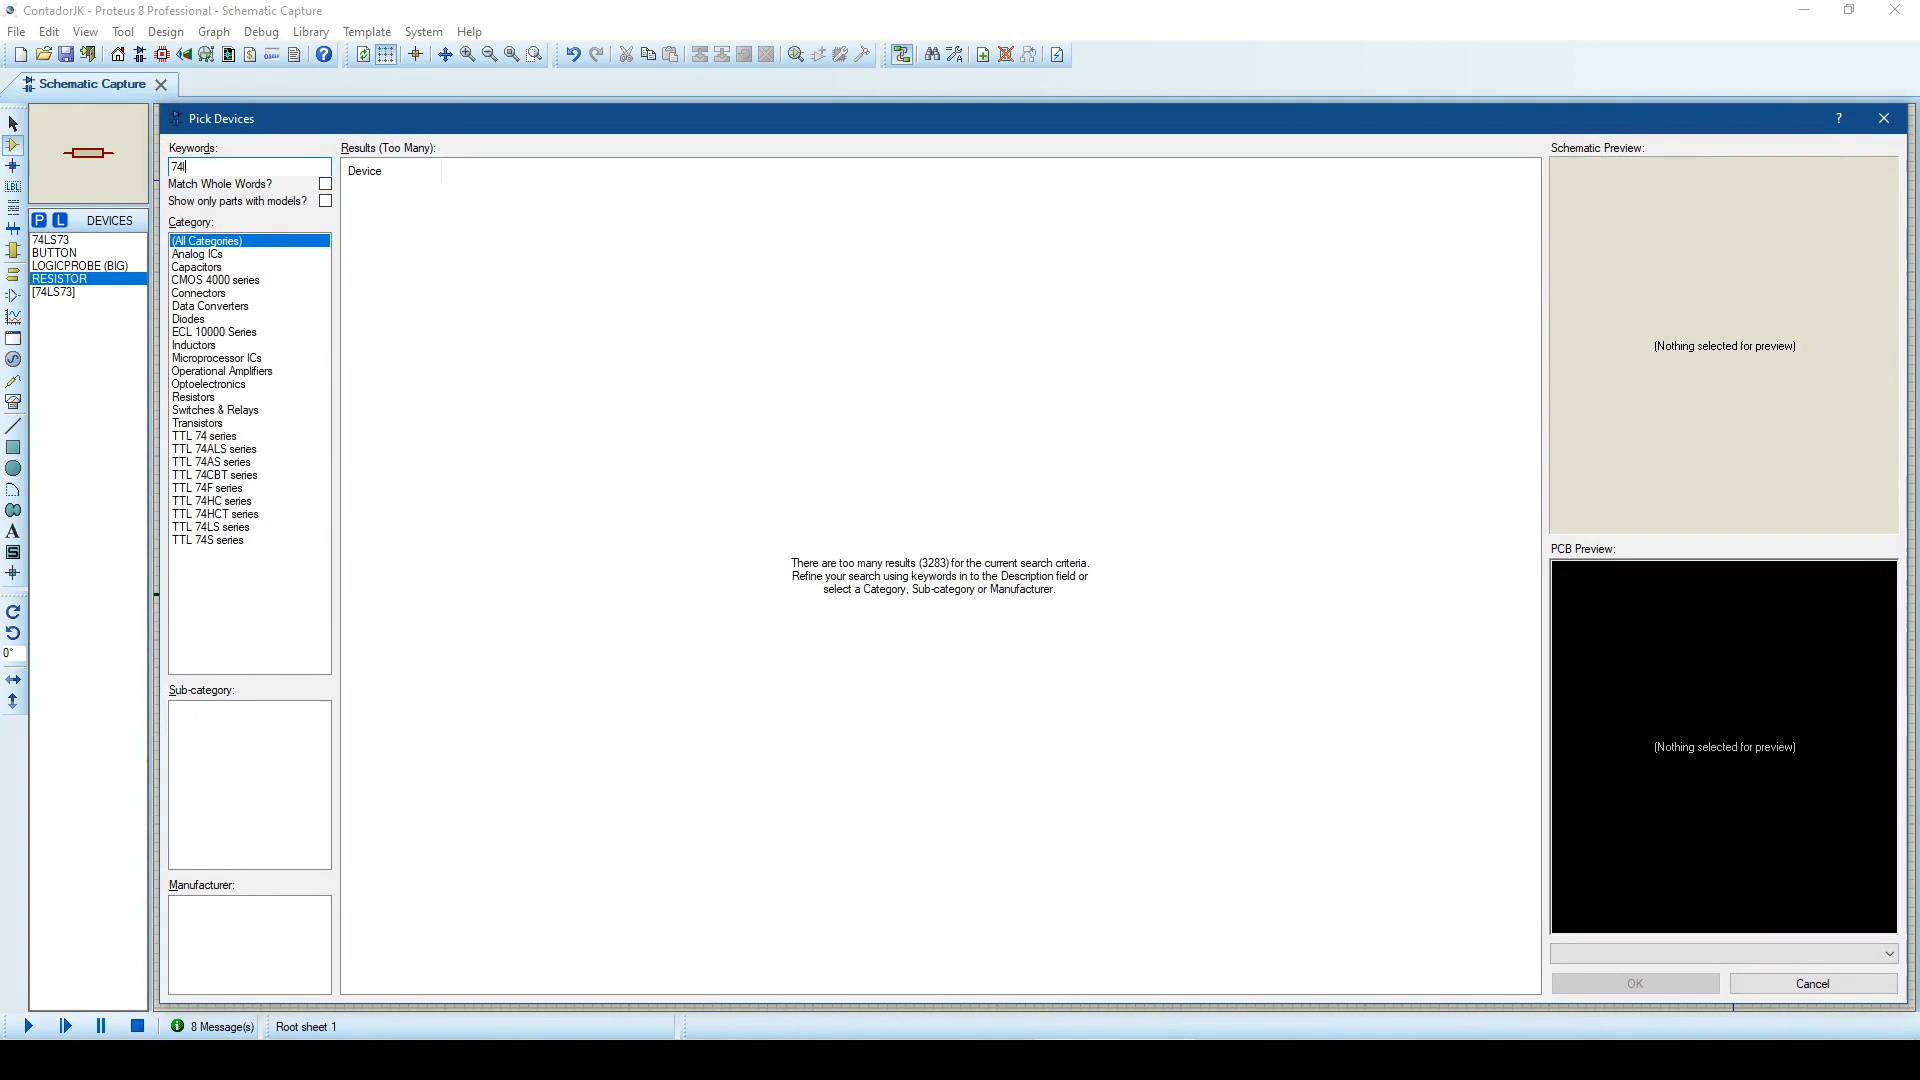 ContadorJK - Proteus 8 Professional - Schematic Capture
File Edit View Tool Design Graph Debug Library Template System Help
Schematic Capture
Pick Devices
?
P L DEVICES
74LS73
BUTTON
LOGICPROBE (BIG)
RESISTOR
[74LS73]
LBL
A
S
0°
Keywords:
74l
Match Whole Words?
Show only parts with models?
Category:
(All Categories)
Analog ICs
Capacitors
CMOS 4000 series
Connectors
Data Converters
Diodes
ECL 10000 Series
Inductors
Microprocessor ICs
Operational Amplifiers
Optoelectronics
Resistors
Switches & Relays
Transistors
TTL 74 series
TTL 74ALS series
TTL 74AS series
TTL 74CBT series
TTL 74F series
TTL 74HC series
TTL 74HCT series
TTL 74LS series
TTL 74S series
Sub-category:
Manufacturer:
Results (Too Many):
Device
There are too many results (3283) for the current search criteria.
Refine your search using keywords in to the Description field or
select a Category, Sub-category or Manufacturer.
Schematic Preview:
(Nothing selected for preview)
PCB Preview:
(Nothing selected for preview)
OK Cancel
8 Message(s) Root sheet 1